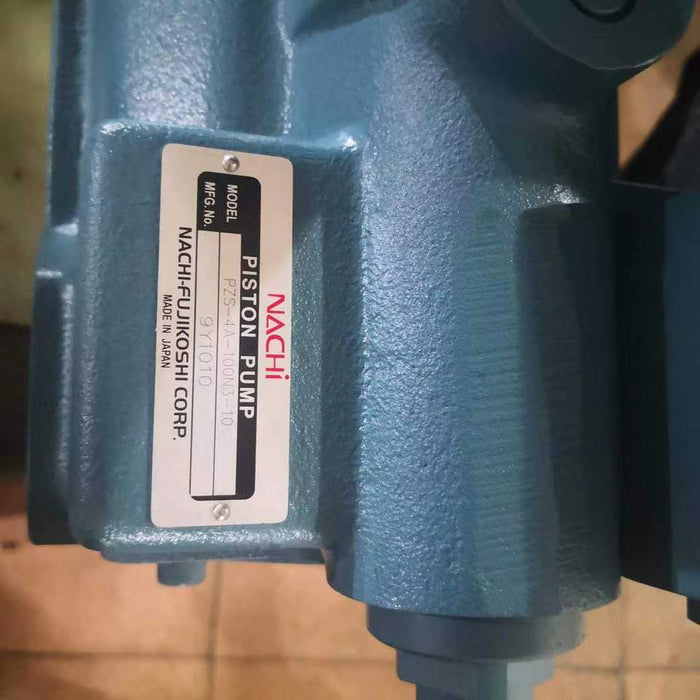 NACHi
PISTON PUMP
MODEL PZS-4A-100N3-10
MFG.No. 9Y1010
NACHI-FUJIKOSHI CORP.
MADE IN JAPAN